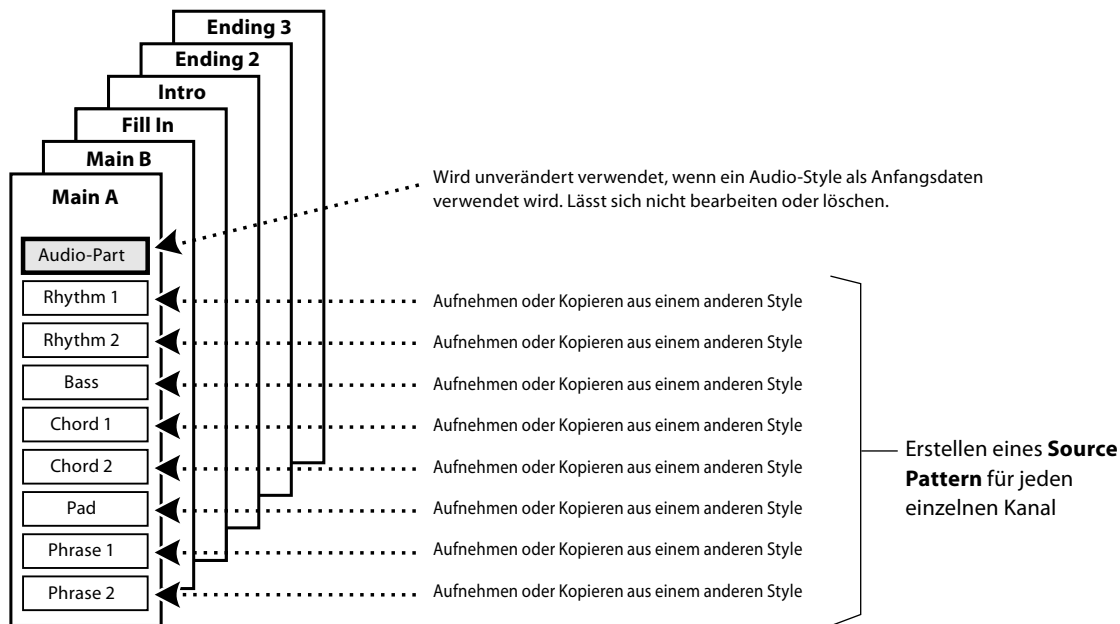 Ending 3
Ending 2
Intro
Fill In
Main B
Main A
Wird unverändert verwendet, wenn ein Audio-Style als Anfangsdaten
verwendet wird. Lässt sich nicht bearbeiten oder löschen.
Audio-Part
Rhythm 1
Aufnehmen oder Kopieren aus einem anderen Style
Rhythm 2
Aufnehmen oder Kopieren aus einem anderen Style
Bass
Aufnehmen oder Kopieren aus einem anderen Style
Chord 1
Aufnehmen oder Kopieren aus einem anderen Style
Chord 2
Aufnehmen oder Kopieren aus einem anderen Style
Pad
Aufnehmen oder Kopieren aus einem anderen Style
Phrase 1
Aufnehmen oder Kopieren aus einem anderen Style
Phrase 2
Aufnehmen oder Kopieren aus einem anderen Style
Erstellen eines Source
Pattern für jeden
einzelnen Kanal